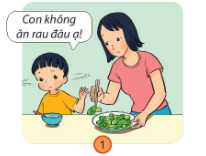 Con không
ăn rau đâu ạ!
1